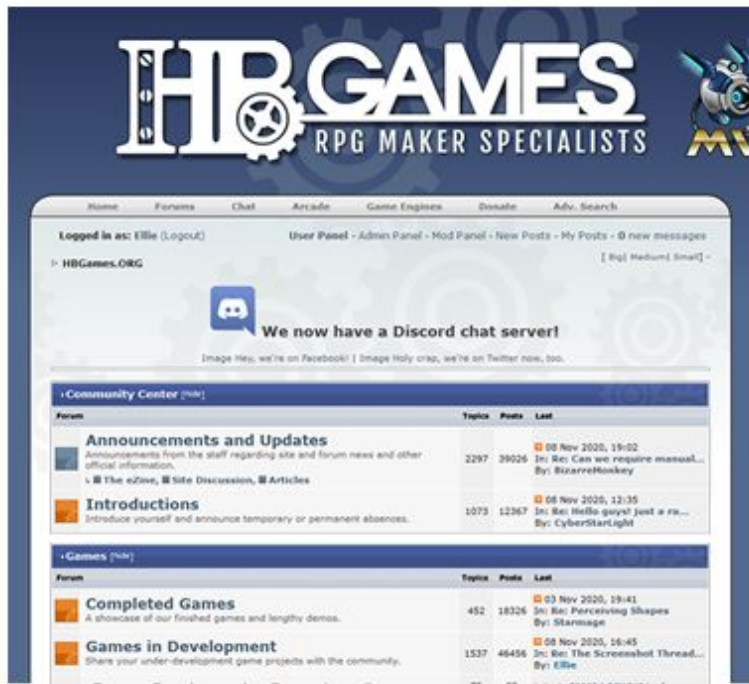 HBGAMES
RPG MAKER SPECIALISTS
MV
Home Forums Chat Arcade Game Engines Donate Adv. Search
Logged in as: Ellie (Logout) User Panel - Admin Panel - Mod Panel - New Posts - My Posts - 0 new messages
HBGames.ORG [ Big| Medium| Small] -
We now have a Discord chat server!
Image Hey, we're on Facebook! | Image Holy crap, we're on Twitter now, too.
Community Center [hide]
Forum Topics Posts Last
Announcements and Updates
Announcements from the staff regarding site and forum news and other
official information.
The eZine, Site Discussion, Articles
2297 39026
08 Nov 2020, 19:02
In: Re: Can we require manual...
By: BizarreMonkey
Introductions
Introduce yourself and announce temporary or permanent absences.
1073 12367
08 Nov 2020, 12:35
In: Re: Hello guys! Just a ra...
By: CyberStarLight
Games [hide]
Forum Topics Posts Last
Completed Games
A showcase of our finished games and lengthy demos.
452 18326
03 Nov 2020, 19:41
In: Re: Perceiving Shapes
By: Starmage
Games in Development
Share your under-development game projects with the community.
1537 46456
08 Nov 2020, 16:45
In: Re: The Screenshot Thread...
By: Ellie